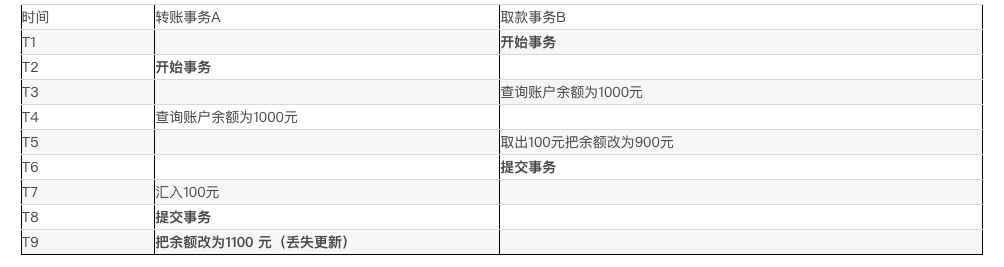 时间 转账事务A 取款事务B
T1 开始事务
T2 开始事务
T3 查询账户余额为1000元
T4 查询账户余额为1000元
T5 取出100元把余额改为900元
T6 提交事务
T7 汇入100元
T8 提交事务
T9 把余额改为1100 元（丢失更新）